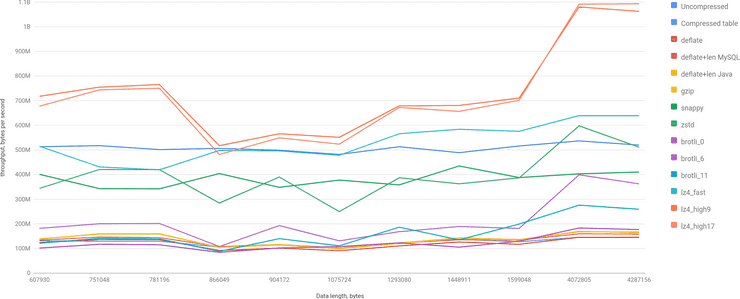 1.1B
1B
900M
800M
700M
600M
500M
400M
300M
200M
100M
0
throughput, bytes per second
607930
751048
781196
866049
904172
1075724
1293080
1448911
1599048
4072805
4287156
Data length, bytes
Uncompressed
Compressed table
deflate
deflate+len MySQL
deflate+len Java
gzip
snappy
zstd
brotli_0
brotli_6
brotli_11
lz4_fast
lz4_high9
lz4_high17